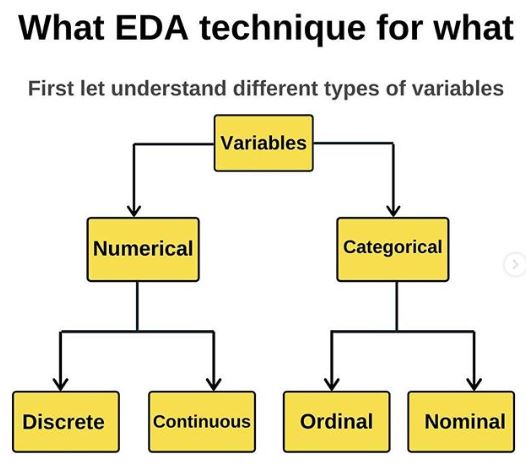 What EDA technique for what
First let understand different types of variables
Variables
Numerical
Categorical
Discrete
Continuous
Ordinal
Nominal